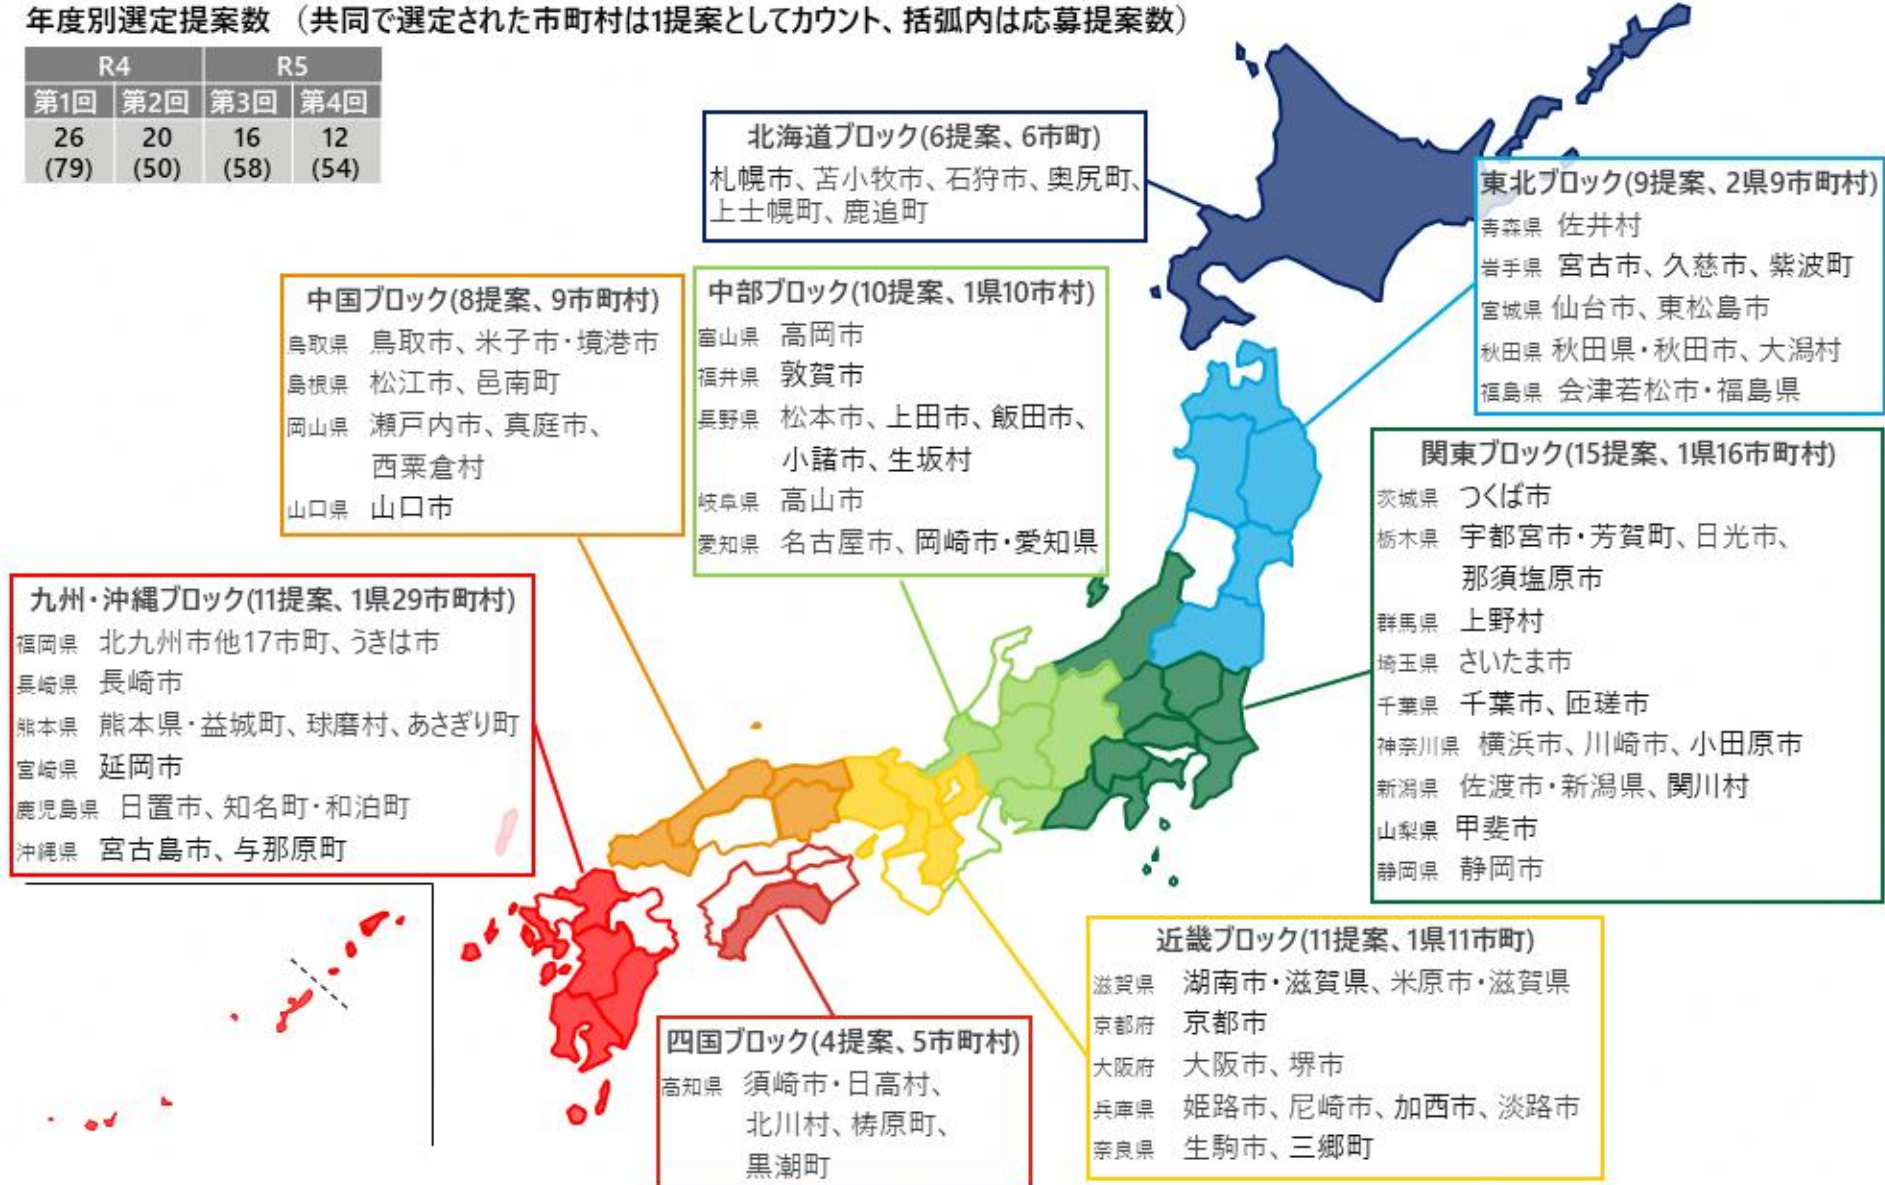 年度別選定提案数 （共同で選定された市町村は1提案としてカウント、括弧内は応募提案数）
R4 R5
第1回 第2回 第3回 第4回
26 20 16 12
(79) (50) (58) (54)
北海道ブロック(6提案、6市町)
札幌市、苫小牧市、石狩市、奥尻町、
上士幌町、鹿追町
東北ブロック(9提案、2県9市町村)
青森県 佐井村
岩手県 宮古市、久慈市、紫波町
宮城県 仙台市、東松島市
秋田県 秋田県・秋田市、大潟村
福島県 会津若松市・福島県
中国ブロック(8提案、9市町村)
鳥取県 鳥取市、米子市・境港市
島根県 松江市、邑南町
岡山県 瀬戸内市、真庭市、
西粟倉村
山口県 山口市
中部ブロック(10提案、1県10市村)
富山県 高岡市
福井県 敦賀市
長野県 松本市、上田市、飯田市、
小諸市、生坂村
岐阜県 高山市
愛知県 名古屋市、岡崎市・愛知県
関東ブロック(15提案、1県16市町村)
茨城県 つくば市
栃木県 宇都宮市・芳賀町、日光市、
那須塩原市
群馬県 上野村
埼玉県 さいたま市
千葉県 千葉市、匝瑳市
神奈川県 横浜市、川崎市、小田原市
新潟県 佐渡市・新潟県、関川村
山梨県 甲斐市
静岡県 静岡市
九州・沖縄ブロック(11提案、1県29市町村)
福岡県 北九州市他17市町、うきは市
長崎県 長崎市
熊本県 熊本県・益城町、球磨村、あさぎり町
宮崎県 延岡市
鹿児島県 日置市、知名町・和泊町
沖縄県 宮古島市、与那原町
四国ブロック(4提案、5市町村)
高知県 須崎市・日高村、
北川村、梼原町、
黒潮町
近畿ブロック(11提案、1県11市町)
滋賀県 湖南市・滋賀県、米原市・滋賀県
京都府 京都市
大阪府 大阪市、堺市
兵庫県 姫路市、尼崎市、加西市、淡路市
奈良県 生駒市、三郷町